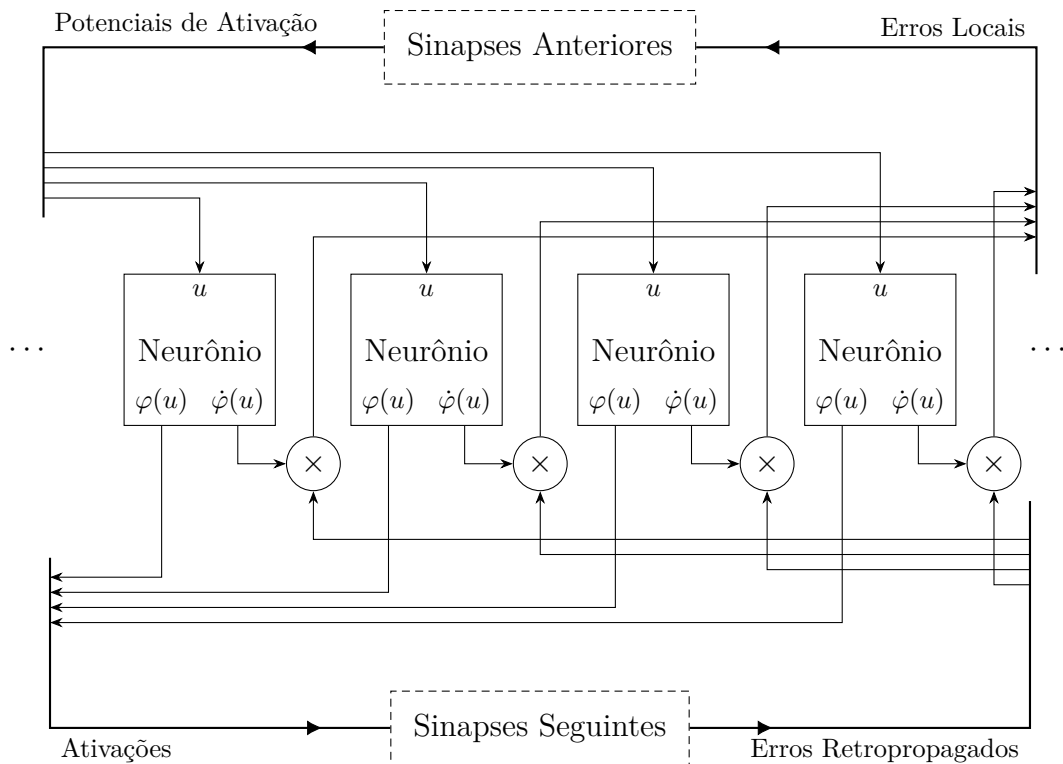 Potenciais de Ativação
Sinapses Anteriores
Erros Locais
u u u u
... Neurônio Neurônio Neurônio Neurônio ...
φ(u) φ̇(u) φ(u) φ̇(u) φ(u) φ̇(u) φ(u) φ̇(u)
× × × ×
Sinapses Seguintes
Ativações
Erros Retropropagados